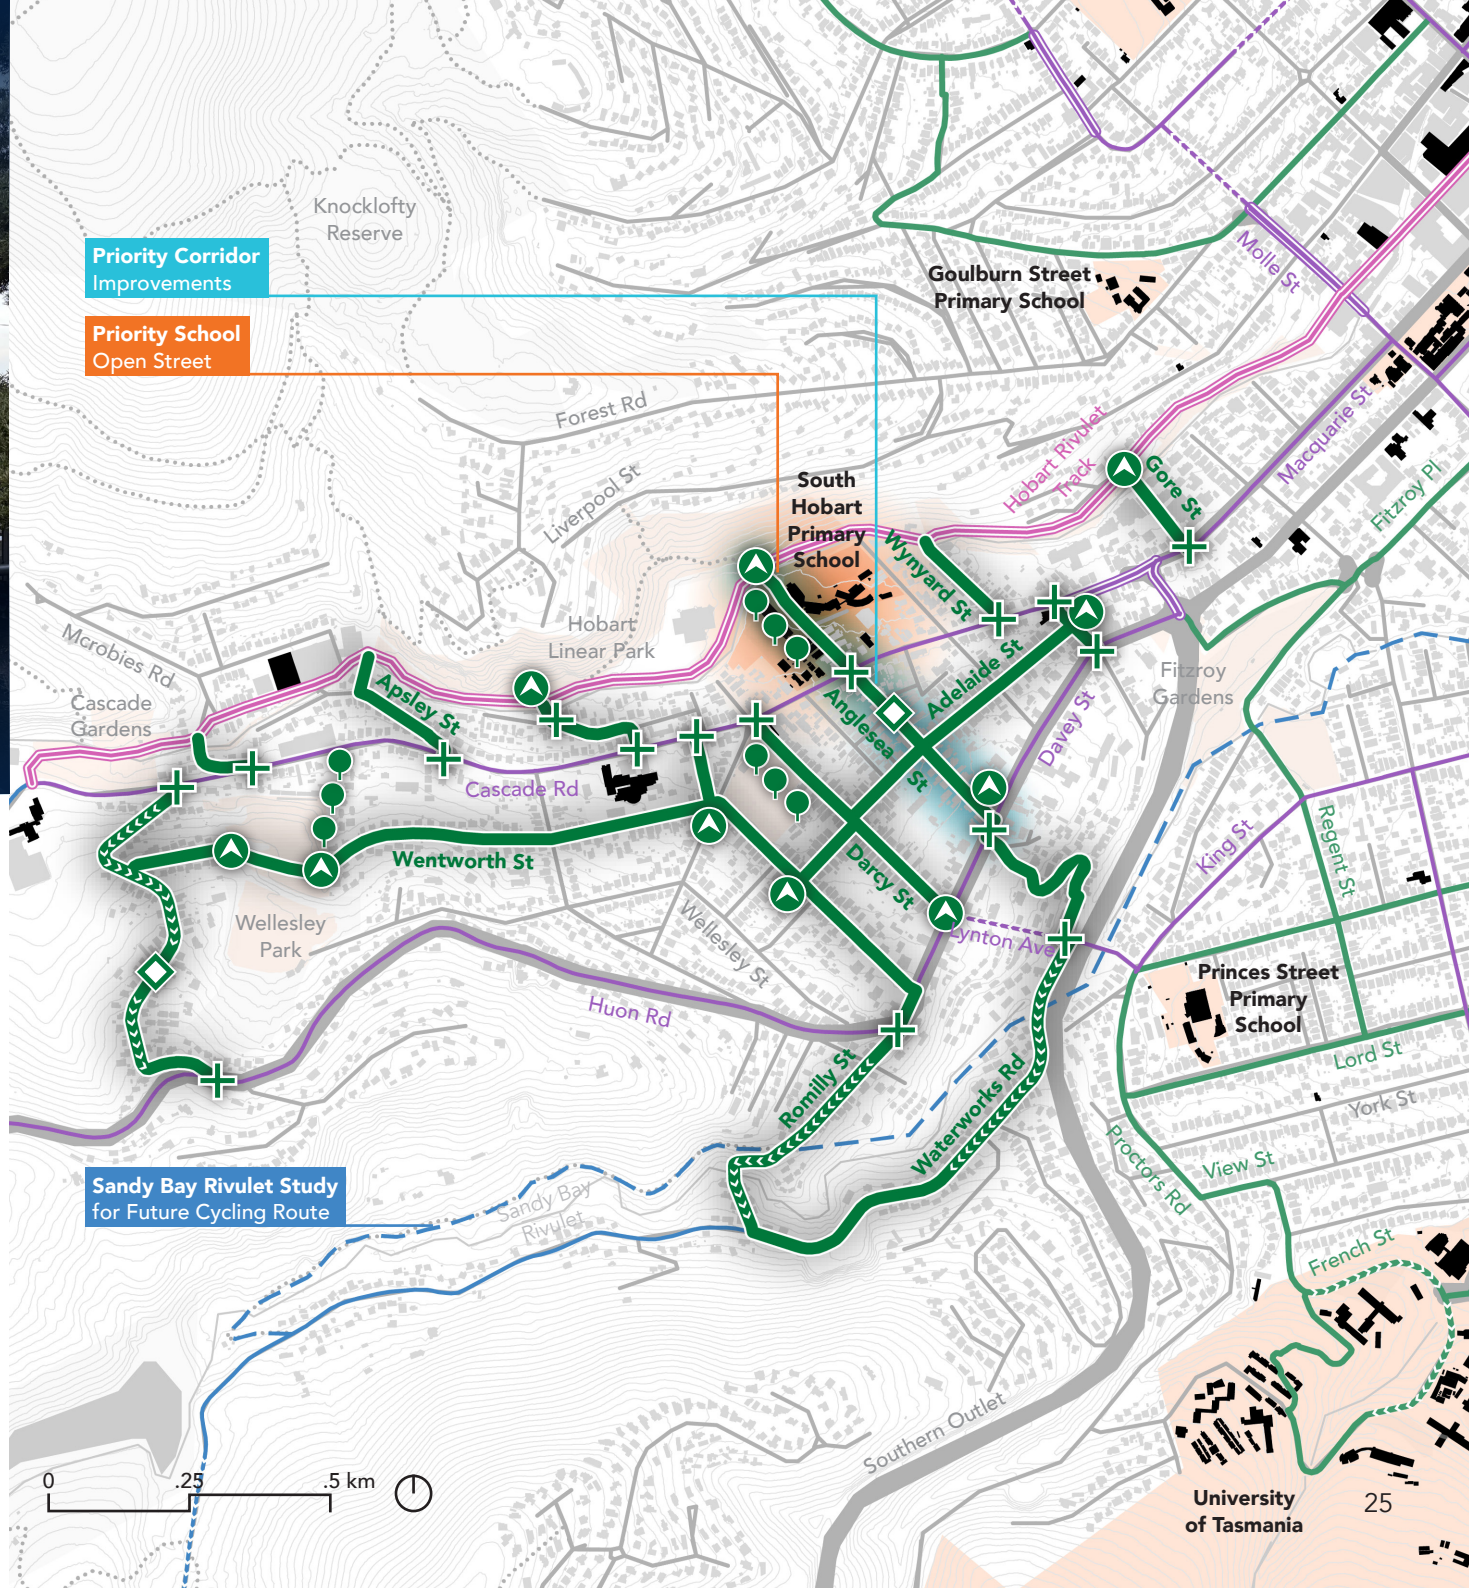 Knocklofty
Reserve
Priority Corridor
Improvements
Molle St
Goulburn Street
Primary School
Priority School
Open Street
Forest Rd
Macquarie St
Hobart Rivulet
Track
Gore St
Fitzroy Pl
Liverpool St
South
Hobart
Primary
School
Wynyard St
Mcrobies Rd
Hobart
Linear Park
Adelaide St
Fitzroy
Gardens
Cascade
Gardens
Apsley St
Anglesea St
Davey St
Cascade Rd
Wentworth St
Darcy St
King St
Regent St
Wellesley
Park
Wellesley St
Lynton Ave
Huon Rd
Princes Street
Primary
School
Lord St
Romilly St
Waterworks Rd
York St
Proctors Rd
View St
Sandy Bay Rivulet Study
for Future Cycling Route
Sandy Bay
Rivulet
French St
Southern Outlet
0
.25
.5 km
University
of Tasmania
25